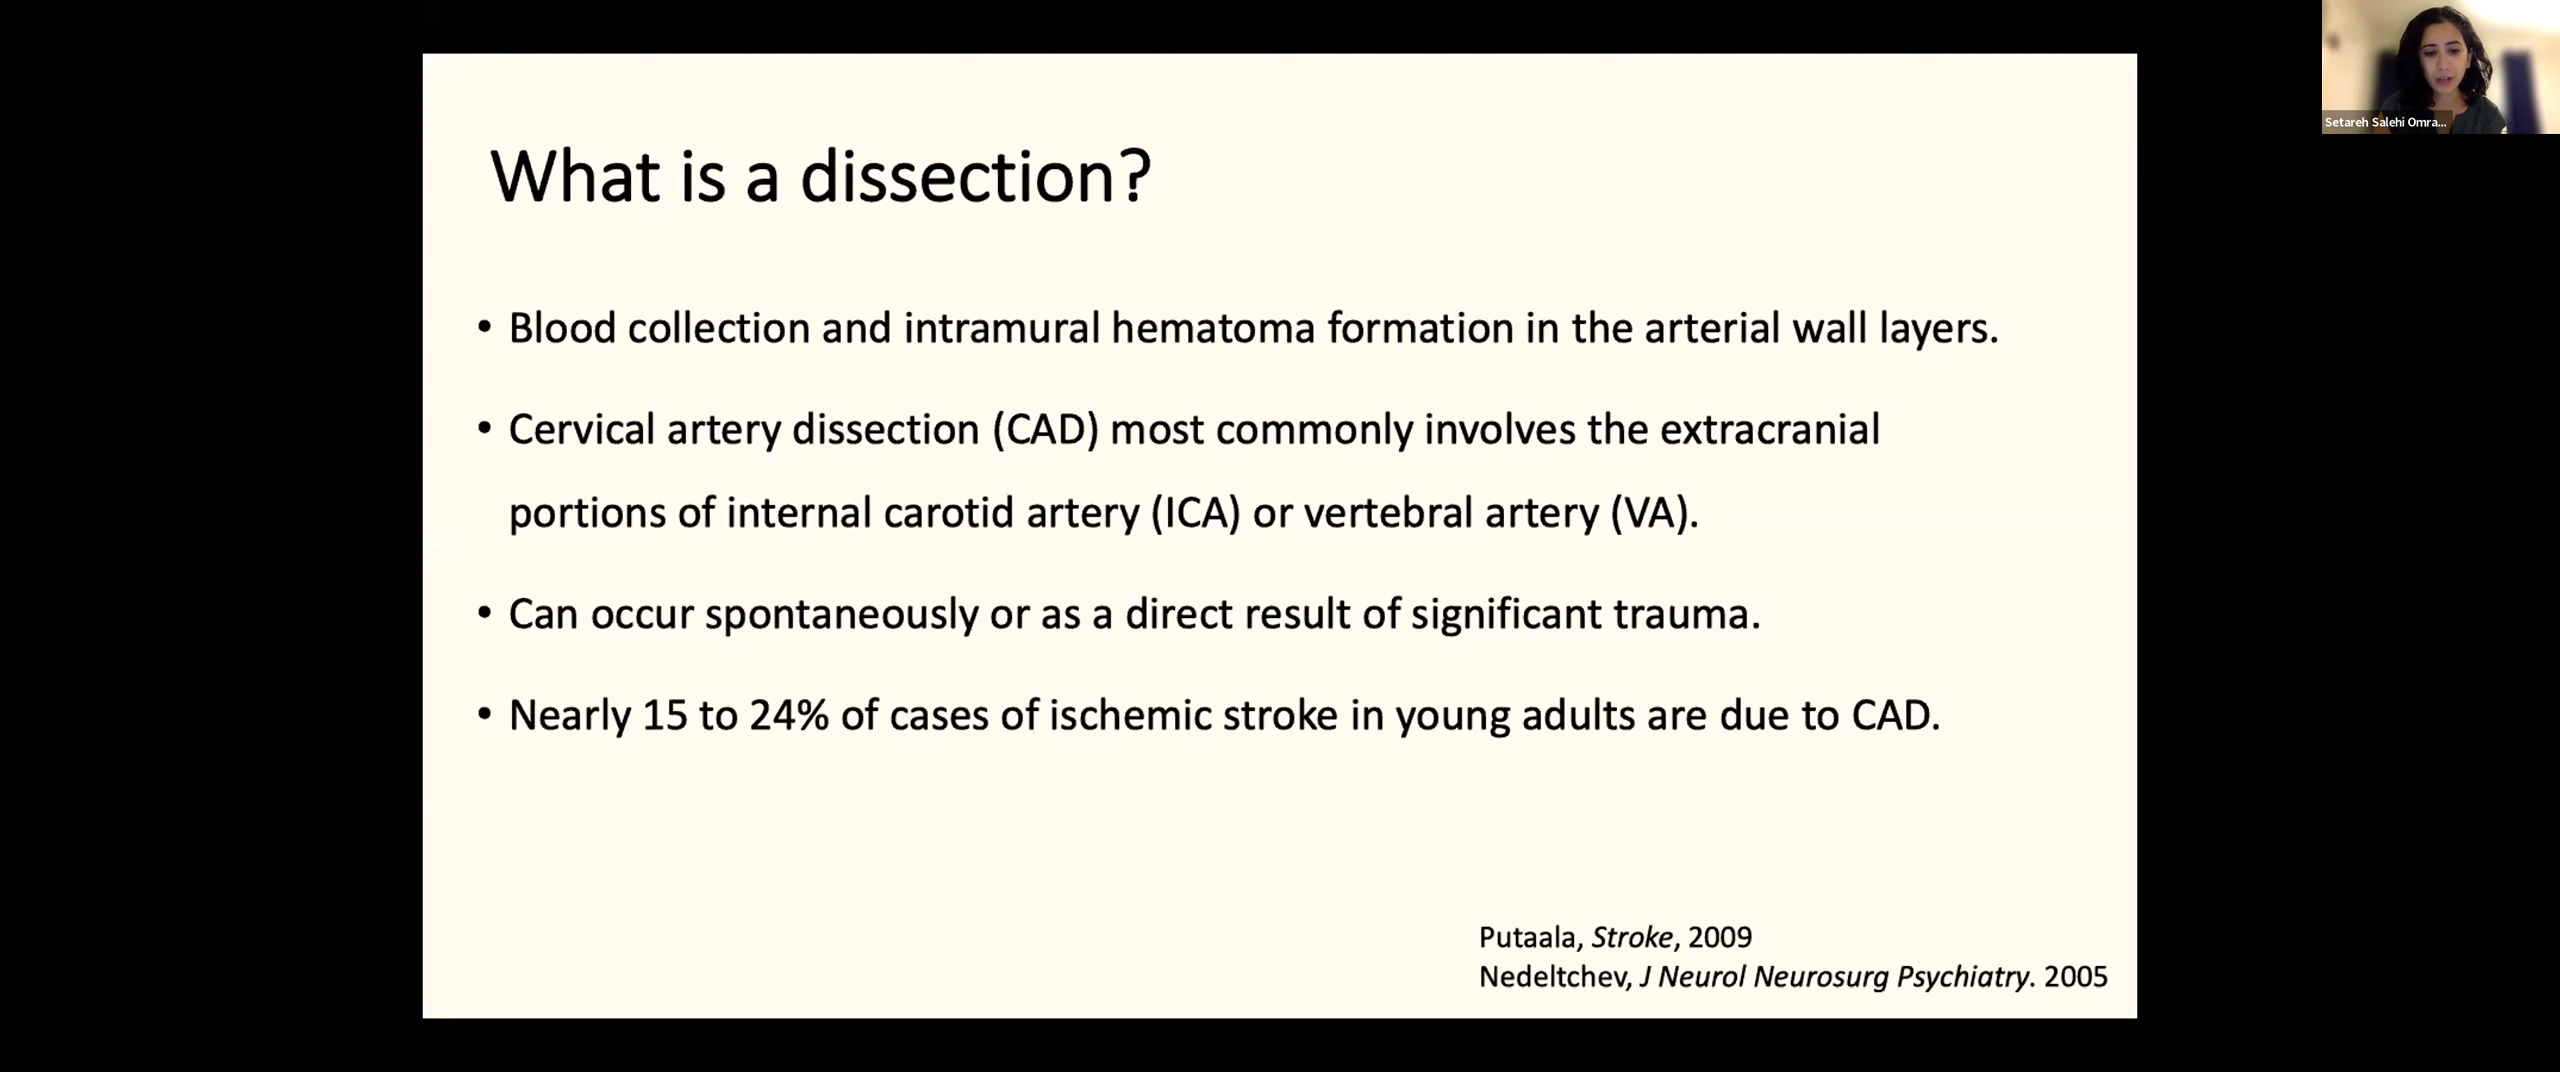 What is a dissection?
• Blood collection and intramural hematoma formation in the arterial wall layers.
• Cervical artery dissection (CAD) most commonly involves the extracranial
portions of internal carotid artery (ICA) or vertebral artery (VA).
• Can occur spontaneously or as a direct result of significant trauma.
• Nearly 15 to 24% of cases of ischemic stroke in young adults are due to CAD.
Putaala, Stroke, 2009
Nedeltchev, J Neurol Neurosurg Psychiatry. 2005
Setareh Salehi Omra...